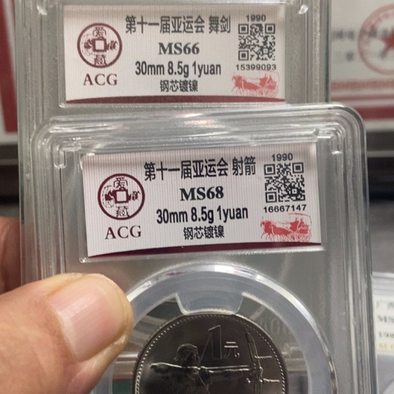 第十一届亚运会 舞剑
1990
MS66
30mm 8.5g 1yuan
钢芯镀镍
15399093
ACG
第十一届亚运会 射箭
1990
MS68
30mm 8.5g 1yuan
钢芯镀镍
16667147
ACG
1元
MS